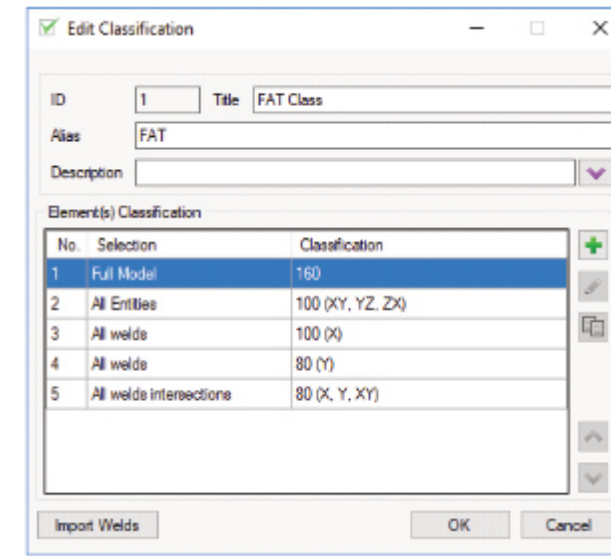 Edit Classification
ID 1 Title FAT Class
Alias FAT
Description
Element(s) Classification
No. Selection Classification
1 Full Model 160
2 All Entities 100 (XY, YZ, ZX)
3 All welds 100 (X)
4 All welds 80 (Y)
5 All welds intersections 80 (X, Y, XY)
Import Welds OK Cancel